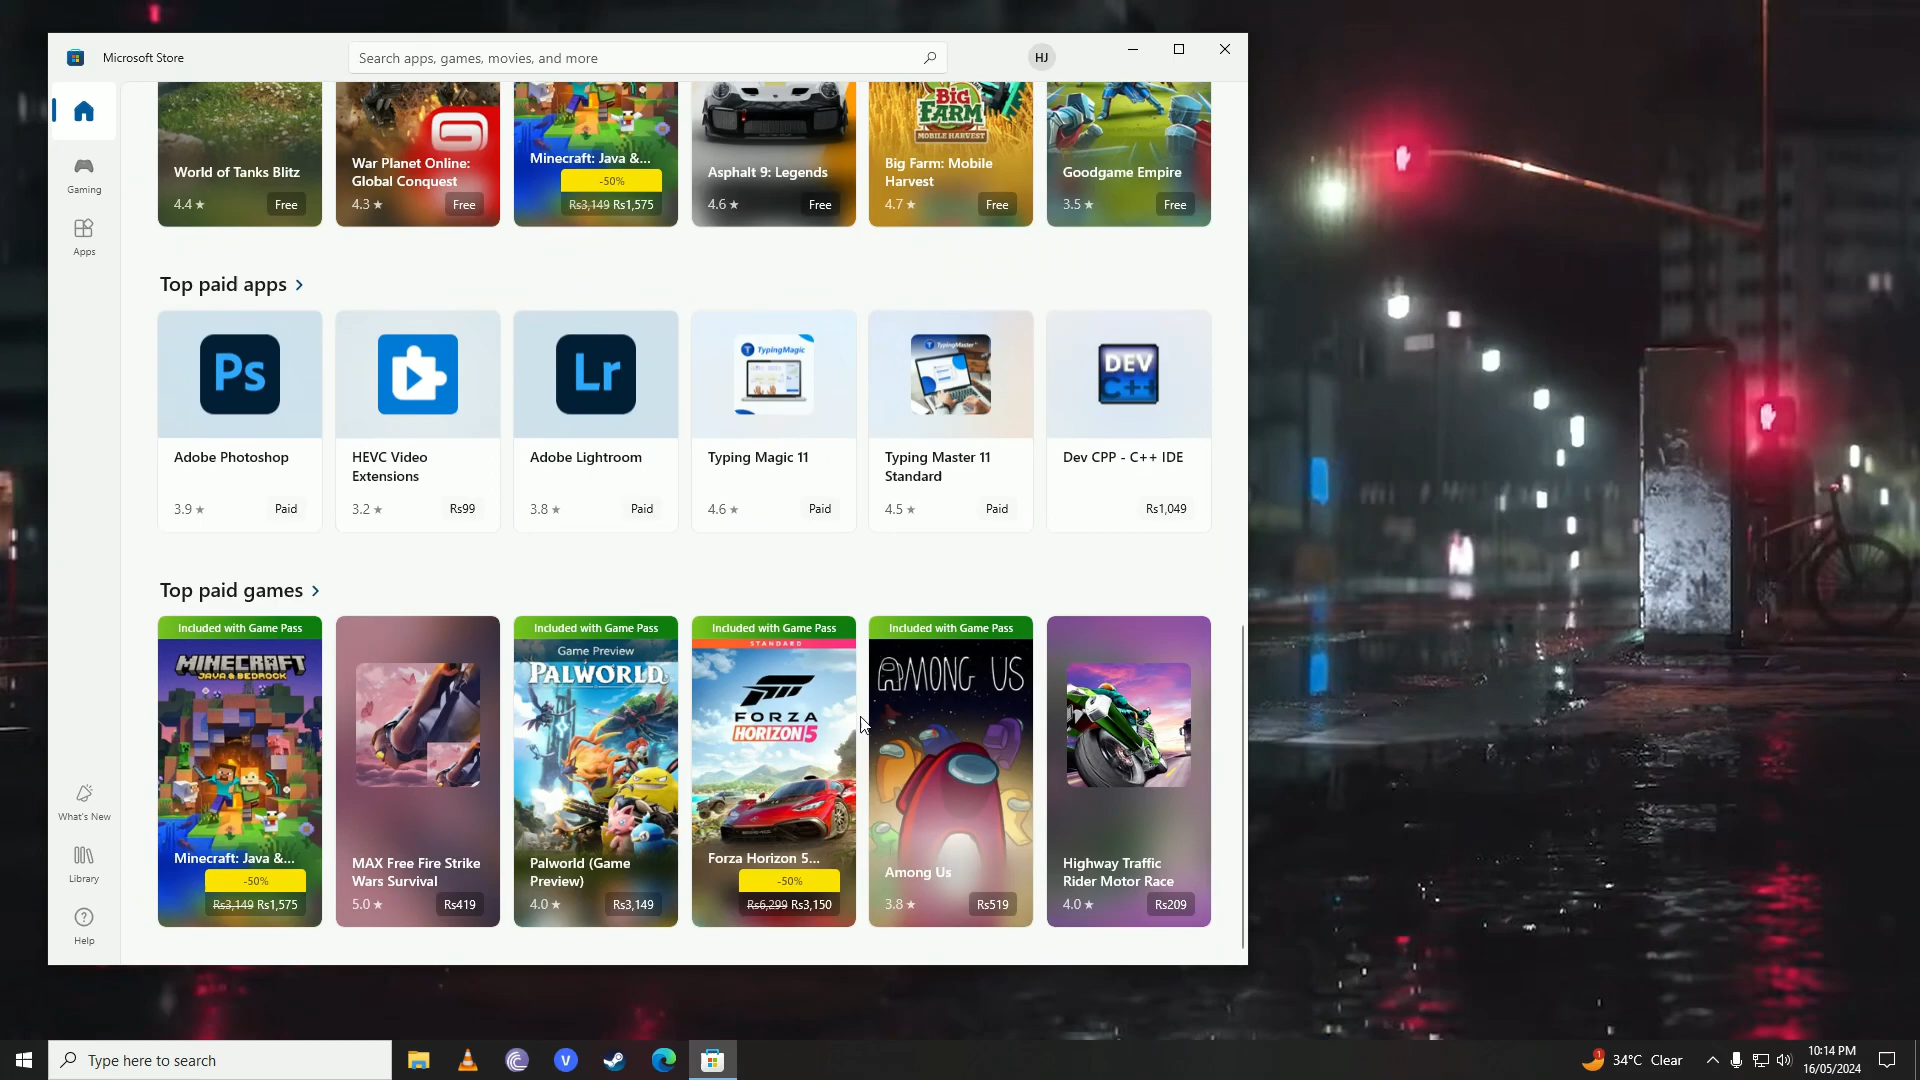 Microsoft Store
Search apps, games, movies, and more
HJ
Gaming
Apps
What's New
Library
Help
World of Tanks Blitz
4.4 ★ Free
War Planet Online:
Global Conquest
4.3 ★ Free
Minecraft: Java &...
-50%
Rs3,149 Rs1,575
Asphalt 9: Legends
4.6 ★ Free
BIG
FARM
MOBILE HARVEST
Big Farm: Mobile
Harvest
4.7 ★ Free
Goodgame Empire
3.5 ★ Free
Top paid apps
Ps
Adobe Photoshop
3.9 ★ Paid
HEVC Video
Extensions
3.2 ★ Rs99
Lr
Adobe Lightroom
3.8 ★ Paid
TypingMagic
Typing Magic 11
4.6 ★ Paid
TypingMaster
Typing Master 11
Standard
4.5 ★ Paid
DEV
C++
Dev CPP - C++ IDE
Rs1,049
Top paid games
Included with Game Pass
MINECRAFT
JAVA & BEDROCK
Minecraft: Java &...
-50%
Rs3,149 Rs1,575
MAX Free Fire Strike
Wars Survival
5.0 ★ Rs419
Included with Game Pass
Game Preview
PALWORLD
Palworld (Game
Preview)
4.0 ★ Rs3,149
Included with Game Pass
STANDARD
FORZA
HORIZON 5
Forza Horizon 5...
-50%
Rs6,299 Rs3,150
Included with Game Pass
AMONG US
Among Us
3.8 ★ Rs519
Highway Traffic
Rider Motor Race
4.0 ★ Rs209
Type here to search
V
1
34°C Clear
10:14 PM
16/05/2024